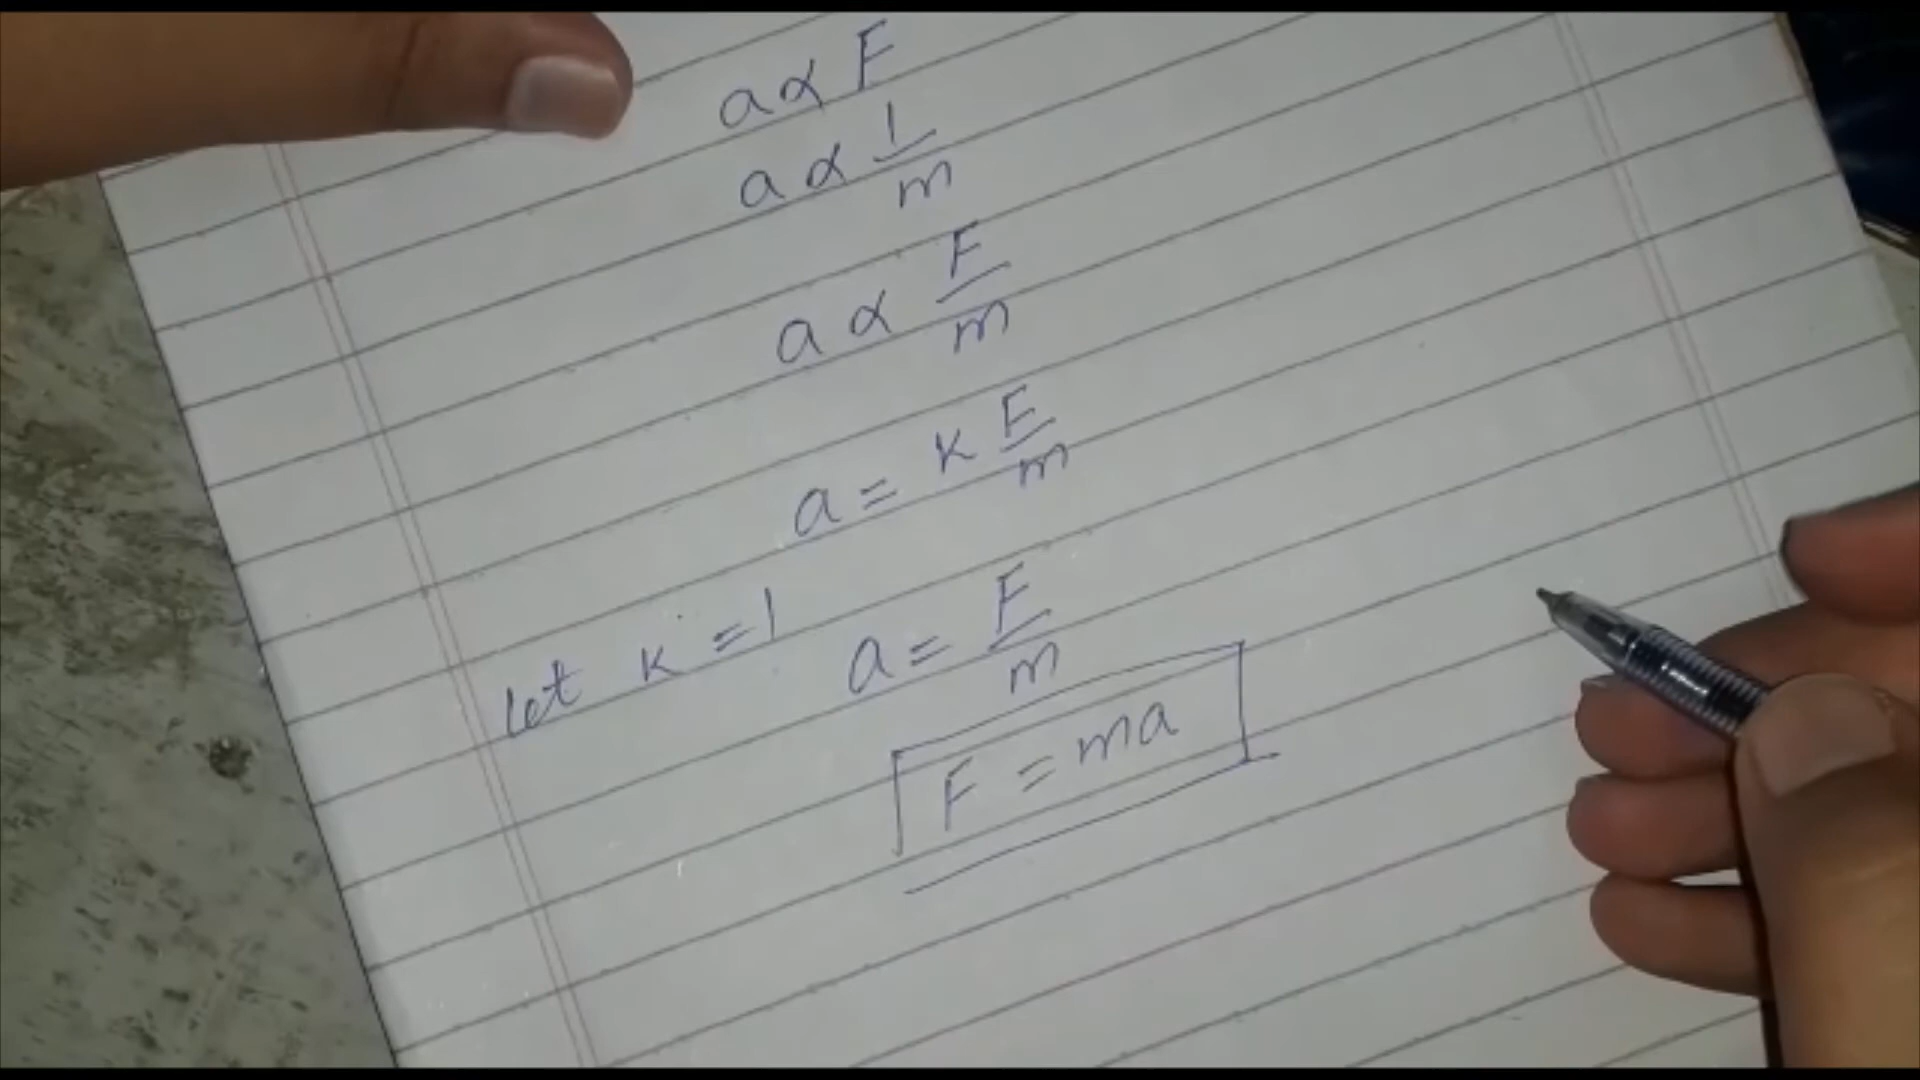 a ∝ F
a ∝ 1/m
a ∝ F/m
a = K F/m
let K = 1 a = F/m
F = ma